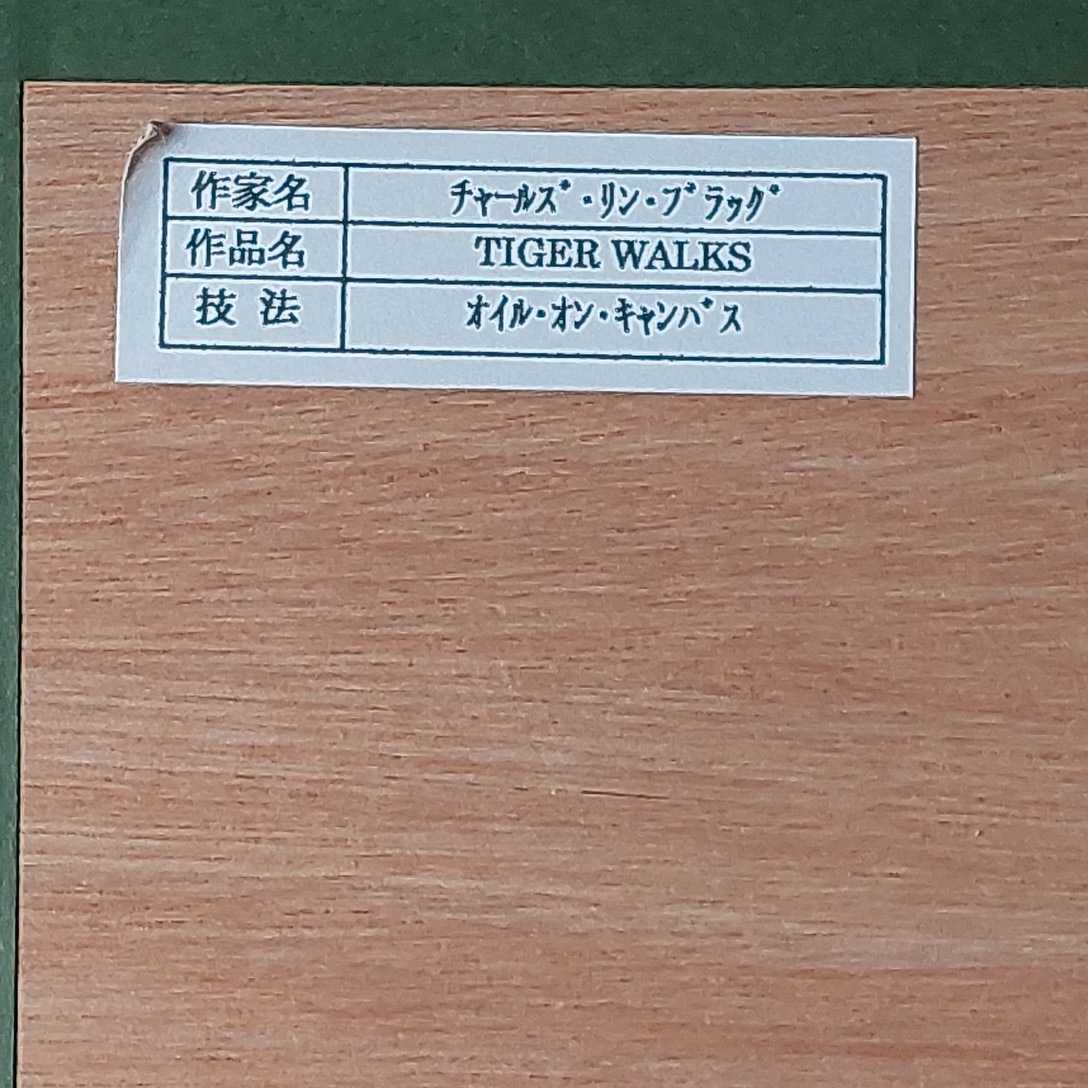 作家名 ﾁｬｰﾙｽﾞ・ﾘﾝ・ﾌﾞﾗｯｸﾞ
作品名 TIGER WALKS
技 法 ｵｲﾙ・ｵﾝ・ｷｬﾝﾊﾞｽ